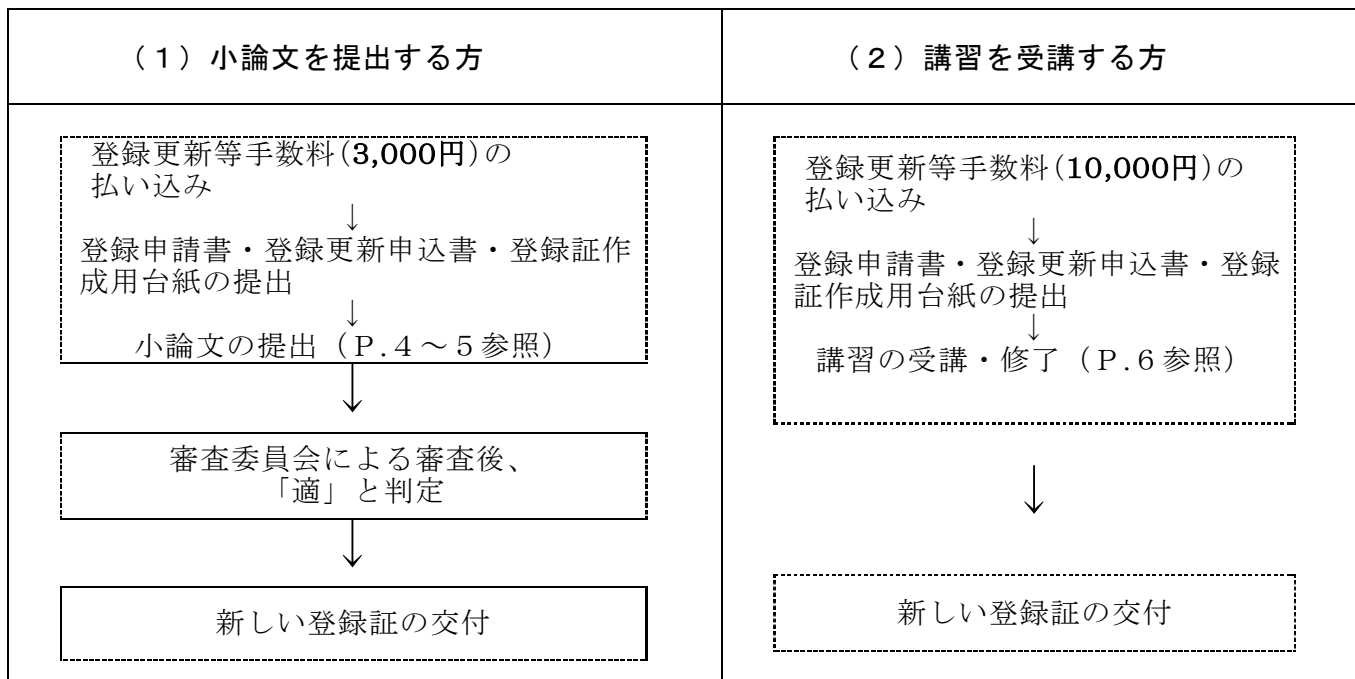 （１）小論文を提出する方
登録更新等手数料(3,000円)の
払い込み
↓
登録申請書・登録更新申込書・登録証作
成用台紙の提出
↓
小論文の提出（Ｐ.４～５参照）
↓
審査委員会による審査後、
「適」と判定
↓
新しい登録証の交付
（２）講習を受講する方
登録更新等手数料(10,000円)の
払い込み
↓
登録申請書・登録更新申込書・登録
証作成用台紙の提出
↓
講習の受講・修了（Ｐ.６参照）
↓
新しい登録証の交付